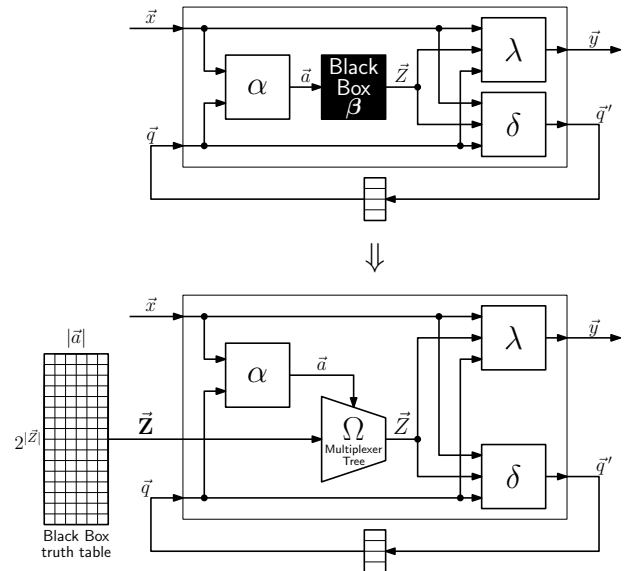 x⃗
α
a⃗
Black
Box
β
Z⃗
λ
y⃗
δ
q⃗
q⃗′
⇓
x⃗
|a⃗|
α
a⃗
λ
y⃗
2^|Z⃗|
Z⃗
Ω
Multiplexer
Tree
Z⃗
δ
q⃗
q⃗′
Black Box
truth table